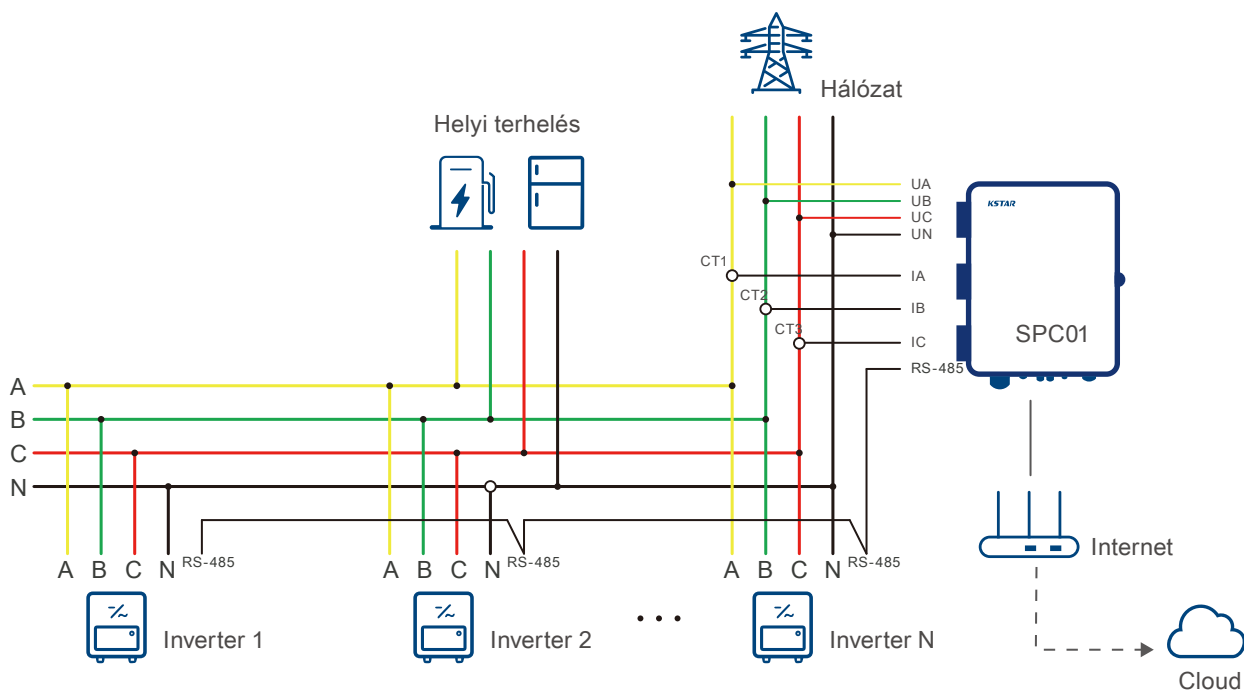 Hálózat
Helyi terhelés
UA
UB
UC
UN
KSTAR
CT1
IA
CT2
IB
CT3
IC
SPC01
RS-485
A
B
C
N
A B C N RS-485
A B C N RS-485
A B C N RS-485
Internet
Inverter 1
Inverter 2
...
Inverter N
Cloud